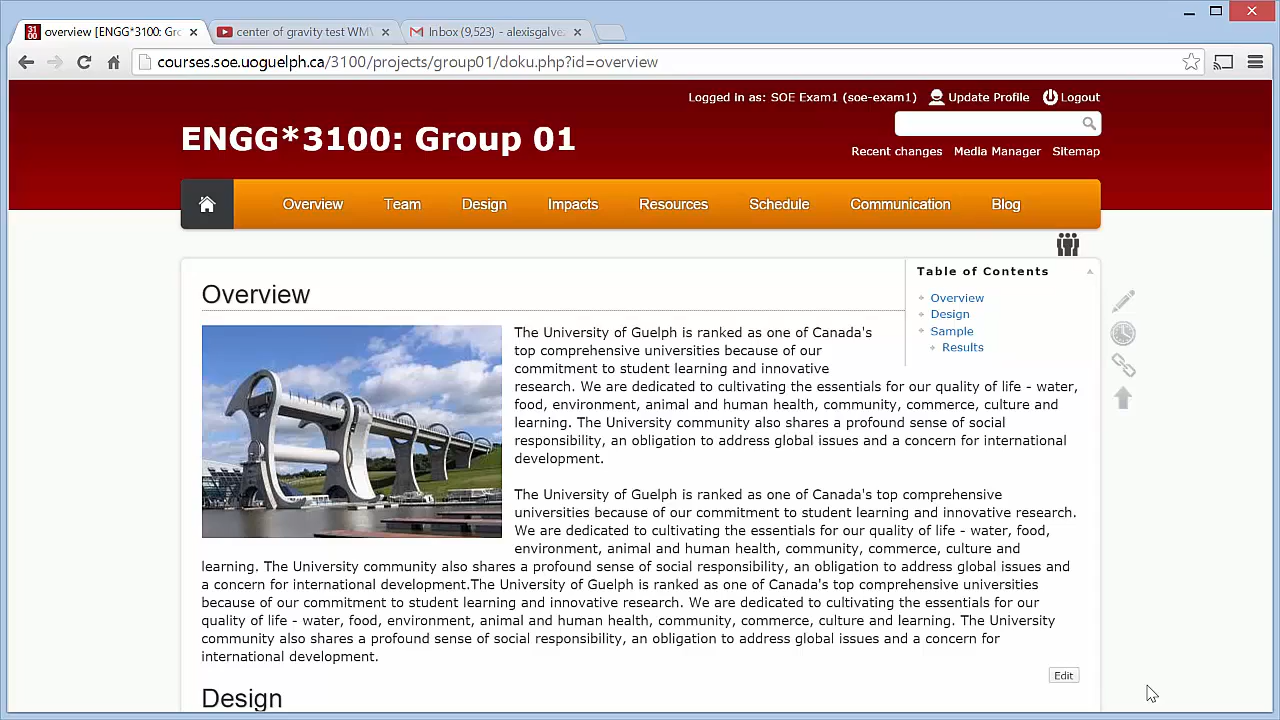 overview [ENGG*3100: Gro
center of gravity test WM
Inbox (9,523) - alexisgalve
courses.soe.uoguelph.ca/3100/projects/group01/doku.php?id=overview
Logged in as: SOE Exam1 (soe-exam1) Update Profile Logout
ENGG*3100: Group 01
Recent changes Media Manager Sitemap
Overview Team Design Impacts Resources Schedule Communication Blog
Table of Contents
Overview
Design
Sample
Results
Overview
The University of Guelph is ranked as one of Canada's
top comprehensive universities because of our
commitment to student learning and innovative
research. We are dedicated to cultivating the essentials for our quality of life - water,
food, environment, animal and human health, community, commerce, culture and
learning. The University community also shares a profound sense of social
responsibility, an obligation to address global issues and a concern for international
development.
The University of Guelph is ranked as one of Canada's top comprehensive
universities because of our commitment to student learning and innovative research.
We are dedicated to cultivating the essentials for our quality of life - water, food,
environment, animal and human health, community, commerce, culture and
learning. The University community also shares a profound sense of social responsibility, an obligation to address global issues and
a concern for international development.The University of Guelph is ranked as one of Canada's top comprehensive universities
because of our commitment to student learning and innovative research. We are dedicated to cultivating the essentials for our
quality of life - water, food, environment, animal and human health, community, commerce, culture and learning. The University
community also shares a profound sense of social responsibility, an obligation to address global issues and a concern for
international development.
Edit
Design